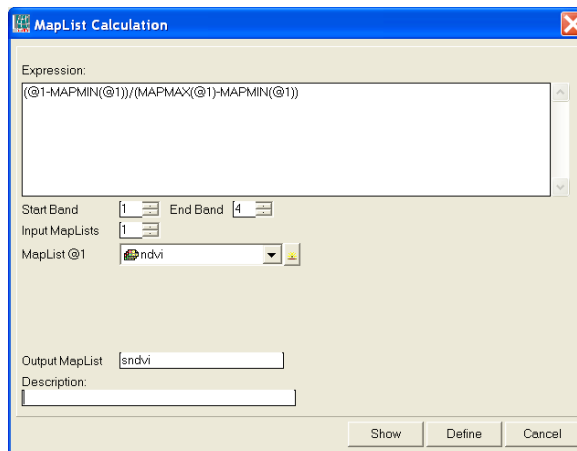 MapList Calculation
Expression:
(@1-MAPMIN(@1))/(MAPMAX(@1)-MAPMIN(@1))
Start Band 1 End Band 4
Input MapLists 1
MapList @1 ndvi
Output MapList sndvi
Description:
Show Define Cancel